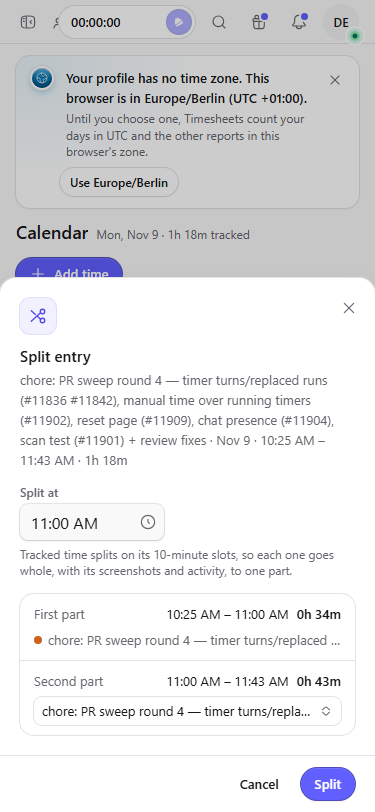 00:00:00
DE
Your profile has no time zone. This
browser is in Europe/Berlin (UTC +01:00).
Until you choose one, Timesheets count your
days in UTC and the other reports in this
browser's zone.
Use Europe/Berlin
Calendar Mon, Nov 9 · 1h 18m tracked
Add time
Split entry
chore: PR sweep round 4 — timer turns/replaced runs
(#11836 #11842), manual time over running timers
(#11902), reset page (#11909), chat presence (#11904),
scan test (#11901) + review fixes · Nov 9 · 10:25 AM –
11:43 AM · 1h 18m
Split at
11:00 AM
Tracked time splits on its 10-minute slots, so each one goes
whole, with its screenshots and activity, to one part.
First part 10:25 AM – 11:00 AM 0h 34m
chore: PR sweep round 4 — timer turns/replaced ...
Second part 11:00 AM – 11:43 AM 0h 43m
chore: PR sweep round 4 — timer turns/repla...
Cancel Split